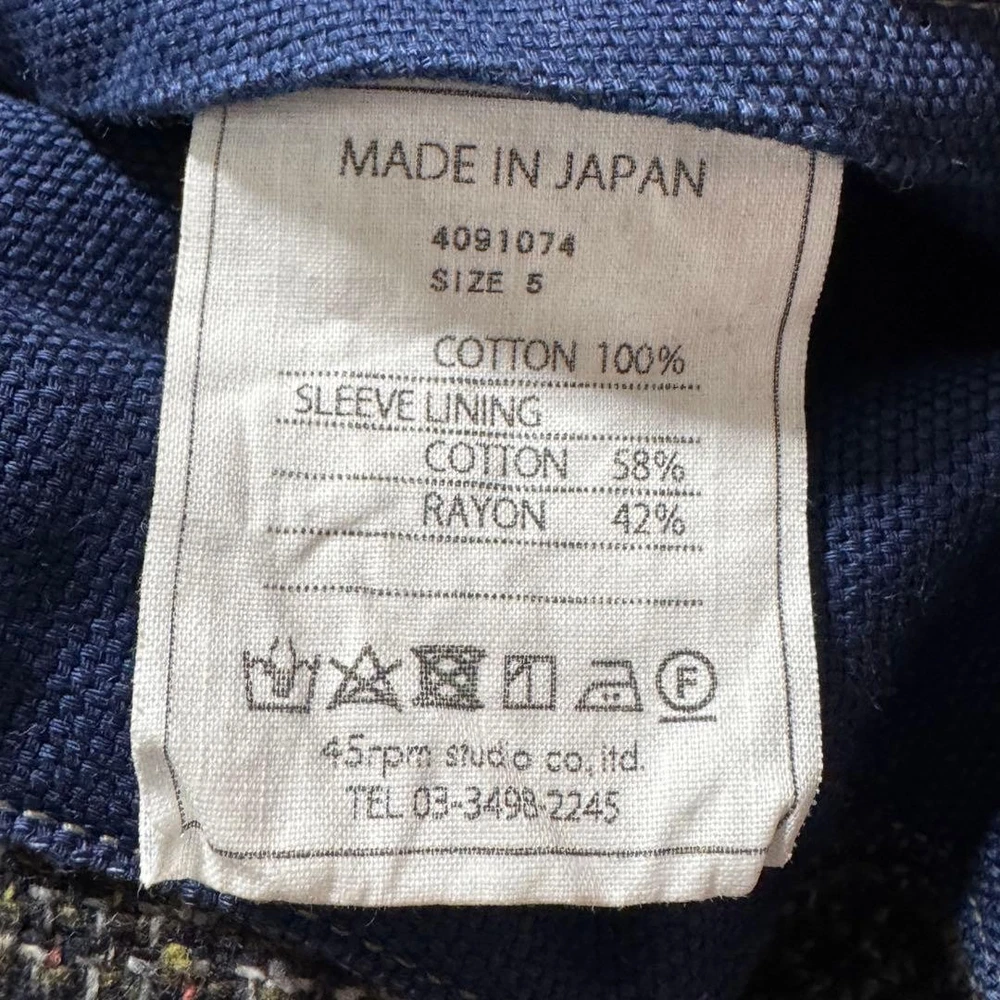 MADE IN JAPAN
4091074
SIZE 5
COTTON 100%
SLEEVE LINING
COTTON 58%
RAYON 42%
F
45rpm studio co., ltd.
TEL 03-3498-2245